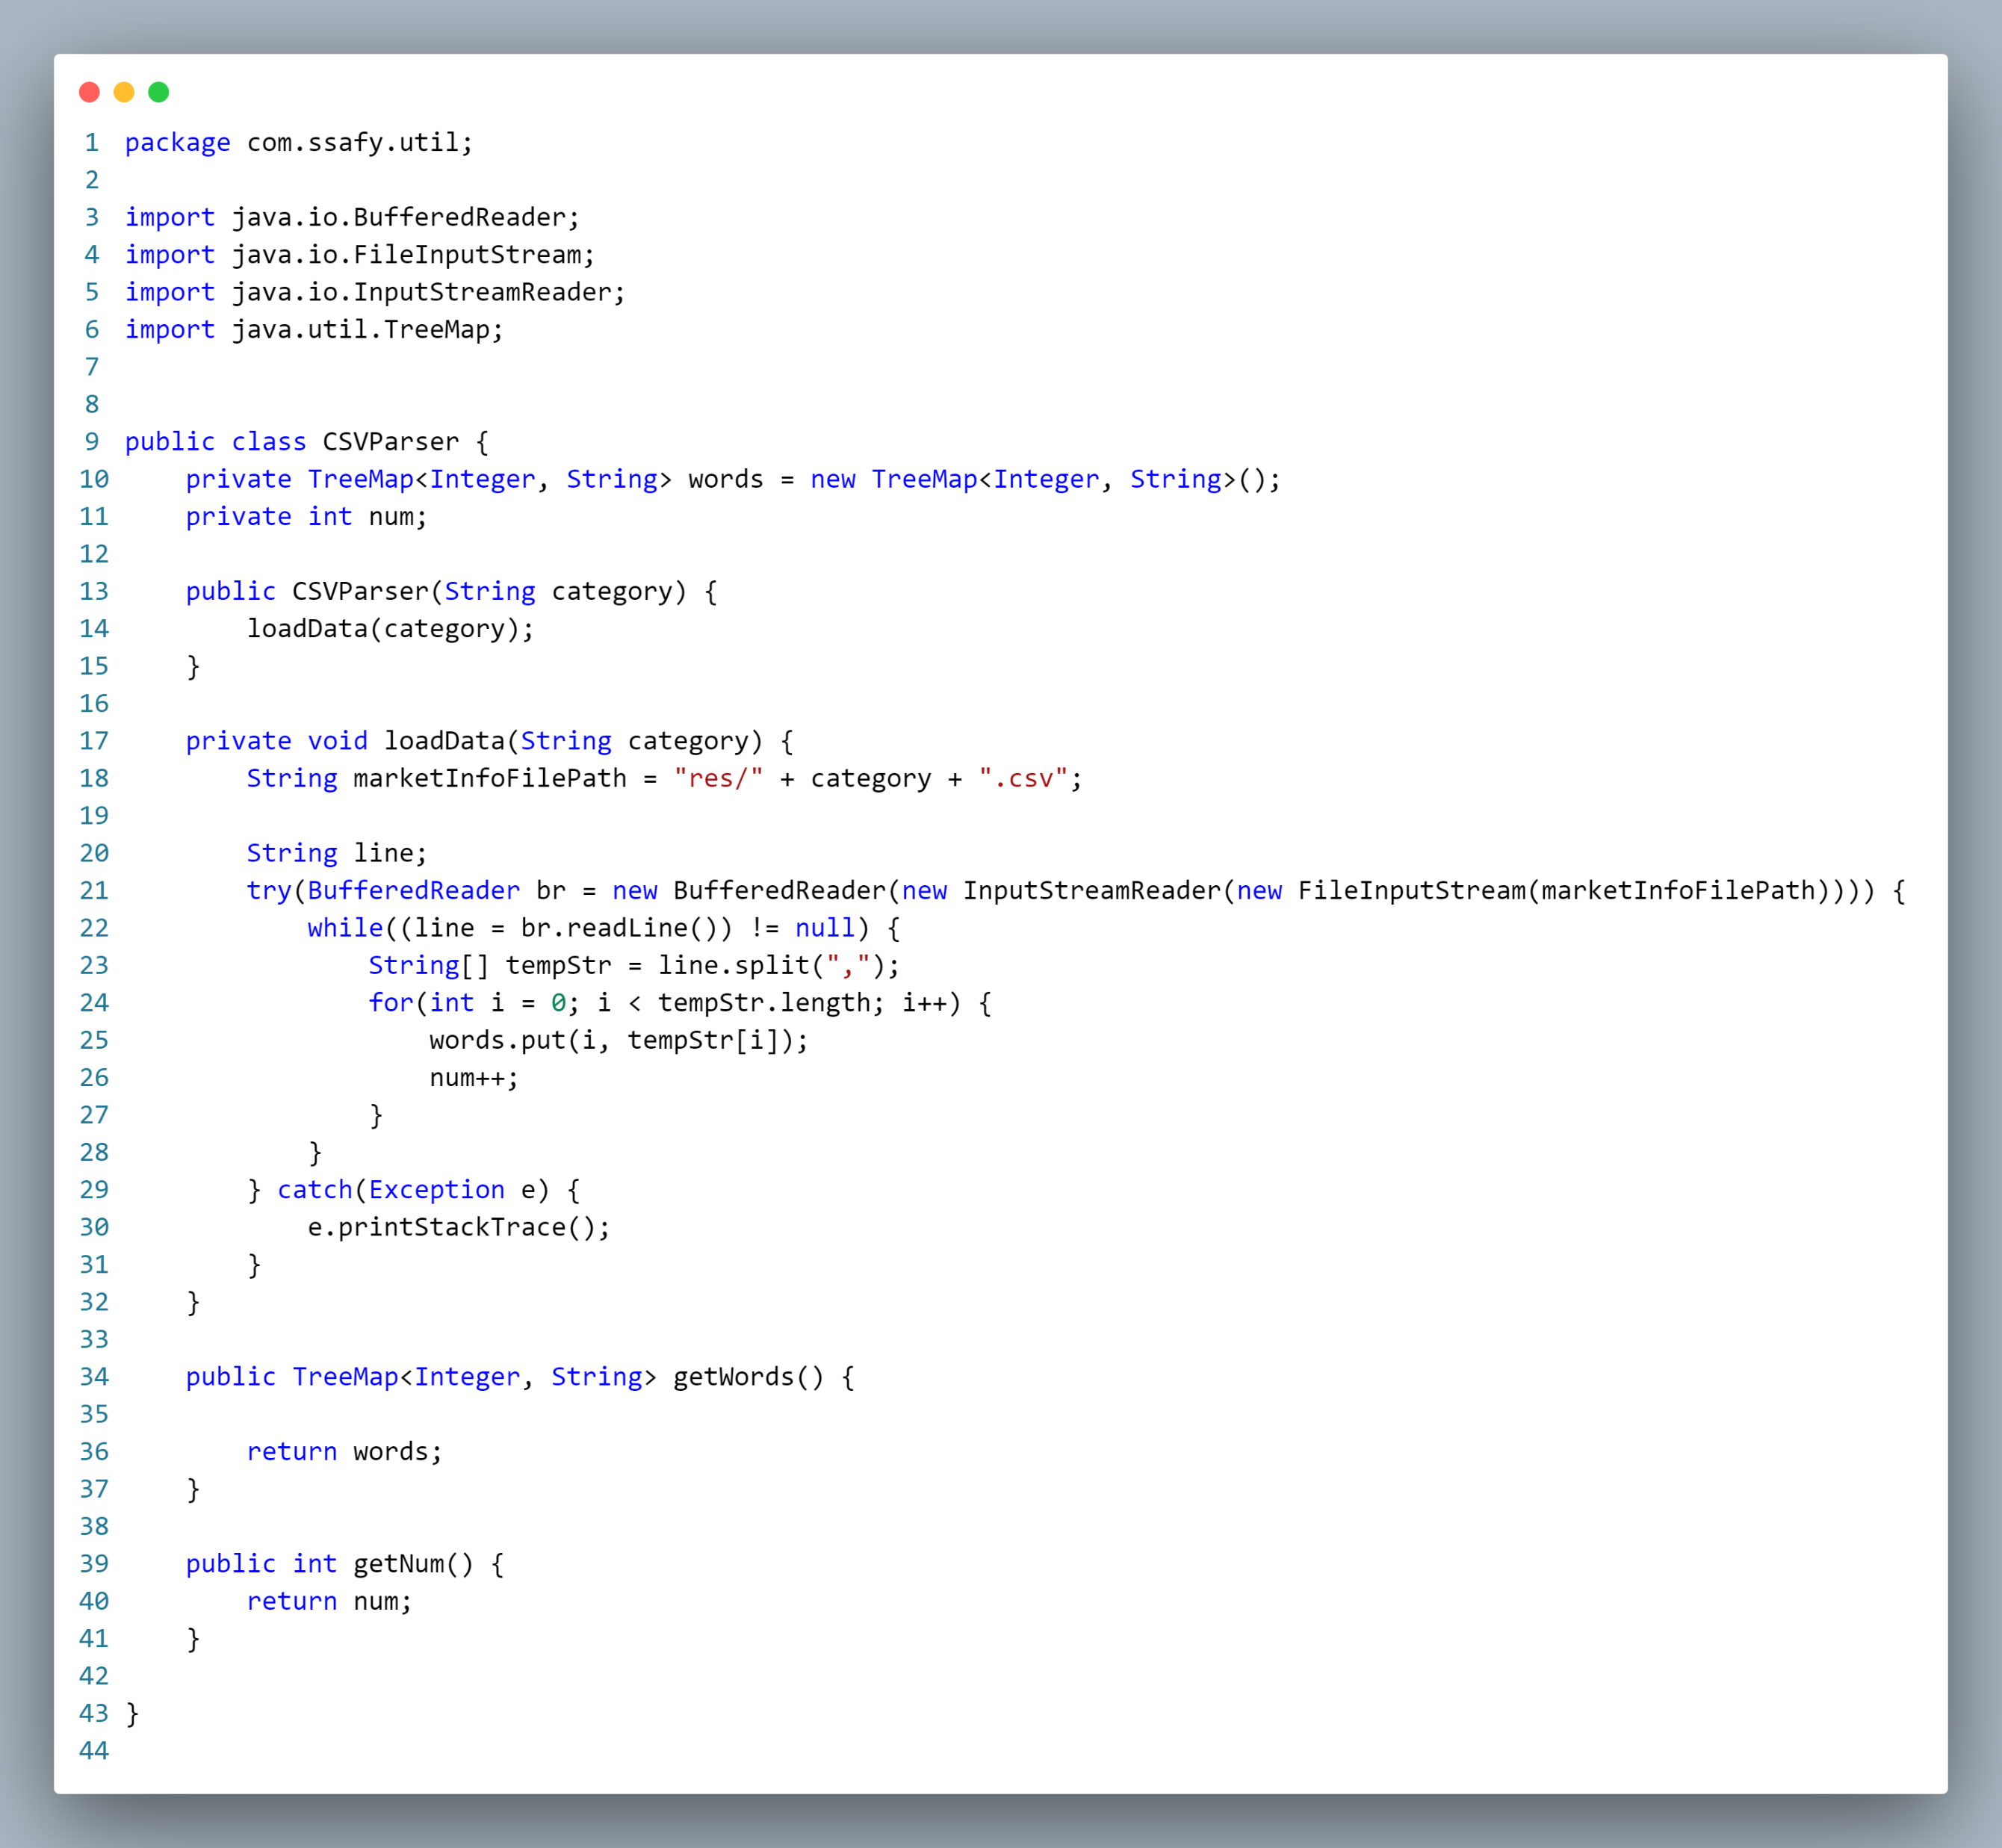 1 package com.ssafy.util;
2
3 import java.io.BufferedReader;
4 import java.io.FileInputStream;
5 import java.io.InputStreamReader;
6 import java.util.TreeMap;
7
8
9 public class CSVParser {
10     private TreeMap<Integer, String> words = new TreeMap<Integer, String>();
11     private int num;
12
13     public CSVParser(String category) {
14         loadData(category);
15     }
16
17     private void loadData(String category) {
18         String marketInfoFilePath = "res/" + category + ".csv";
19
20         String line;
21         try(BufferedReader br = new BufferedReader(new InputStreamReader(new FileInputStream(marketInfoFilePath)))) {
22             while((line = br.readLine()) != null) {
23                 String[] tempStr = line.split(",");
24                 for(int i = 0; i < tempStr.length; i++) {
25                     words.put(i, tempStr[i]);
26                     num++;
27                 }
28             }
29         } catch(Exception e) {
30             e.printStackTrace();
31         }
32     }
33
34     public TreeMap<Integer, String> getWords() {
35
36         return words;
37     }
38
39     public int getNum() {
40         return num;
41     }
42
43 }
44